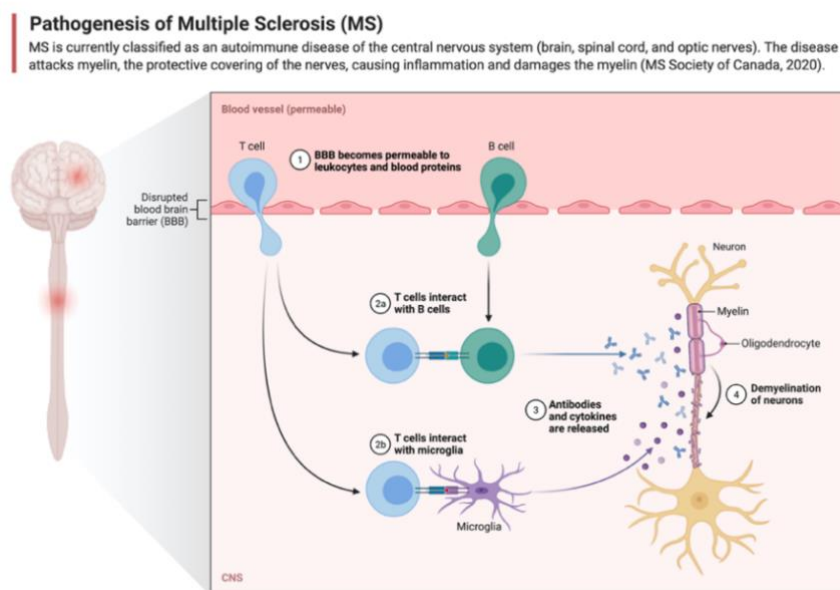 Pathogenesis of Multiple Sclerosis (MS)
MS is currently classified as an autoimmune disease of the central nervous system (brain, spinal cord, and optic nerves). The disease
attacks myelin, the protective covering of the nerves, causing inflammation and damages the myelin (MS Society of Canada, 2020).
Blood vessel (permeable)
T cell
1
BBB becomes permeable to
leukocytes and blood proteins
B cell
Disrupted
blood brain
barrier (BBB)
Neuron
2a
T cells interact
with B cells
Myelin
Oligodendrocyte
3
Antibodies
and cytokines
are released
4
Demyelination
of neurons
2b
T cells interact
with microglia
Microglia
CNS